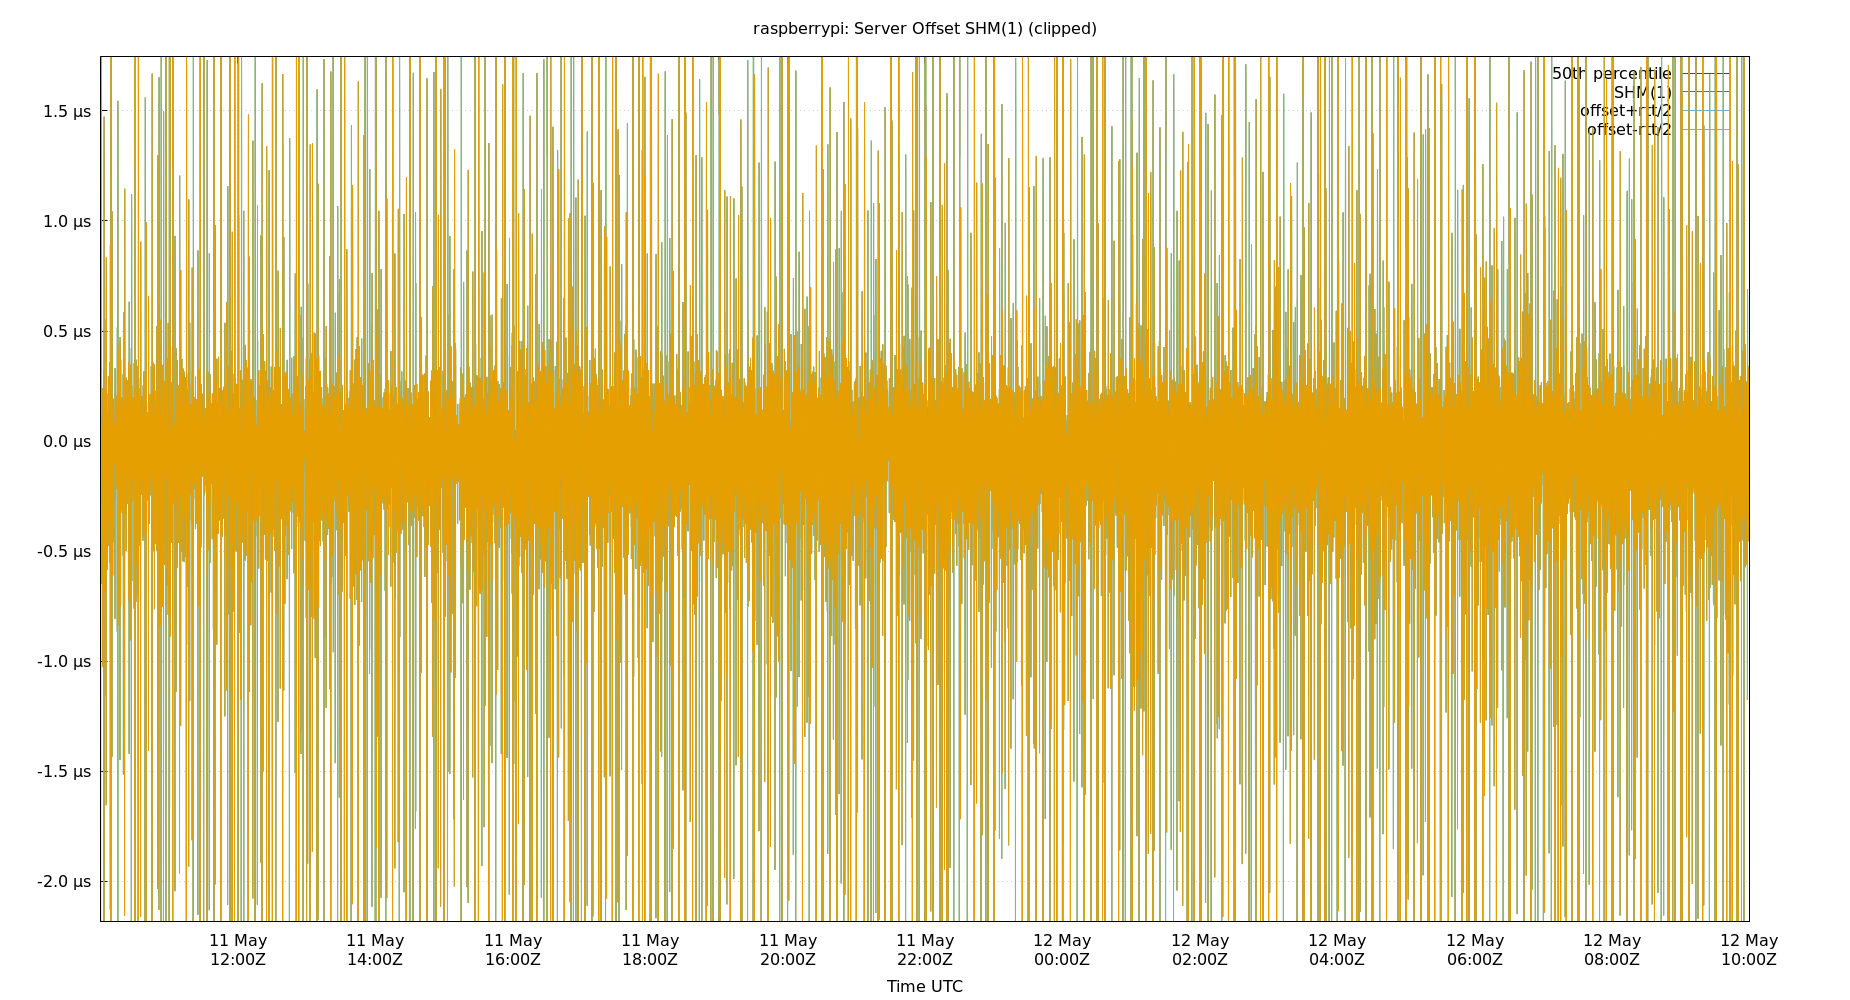 raspberrypi: Server Offset SHM(1) (clipped)
50th percentile
SHM(1)
offset+rtt/2
offset-rtt/2
1.5 µs
1.0 µs
0.5 µs
0.0 µs
-0.5 µs
-1.0 µs
-1.5 µs
-2.0 µs
11 May 11 May 11 May 11 May 11 May 11 May 12 May 12 May 12 May 12 May 12 May 12 May
12:00Z 14:00Z 16:00Z 18:00Z 20:00Z 22:00Z 00:00Z 02:00Z 04:00Z 06:00Z 08:00Z 10:00Z
Time UTC